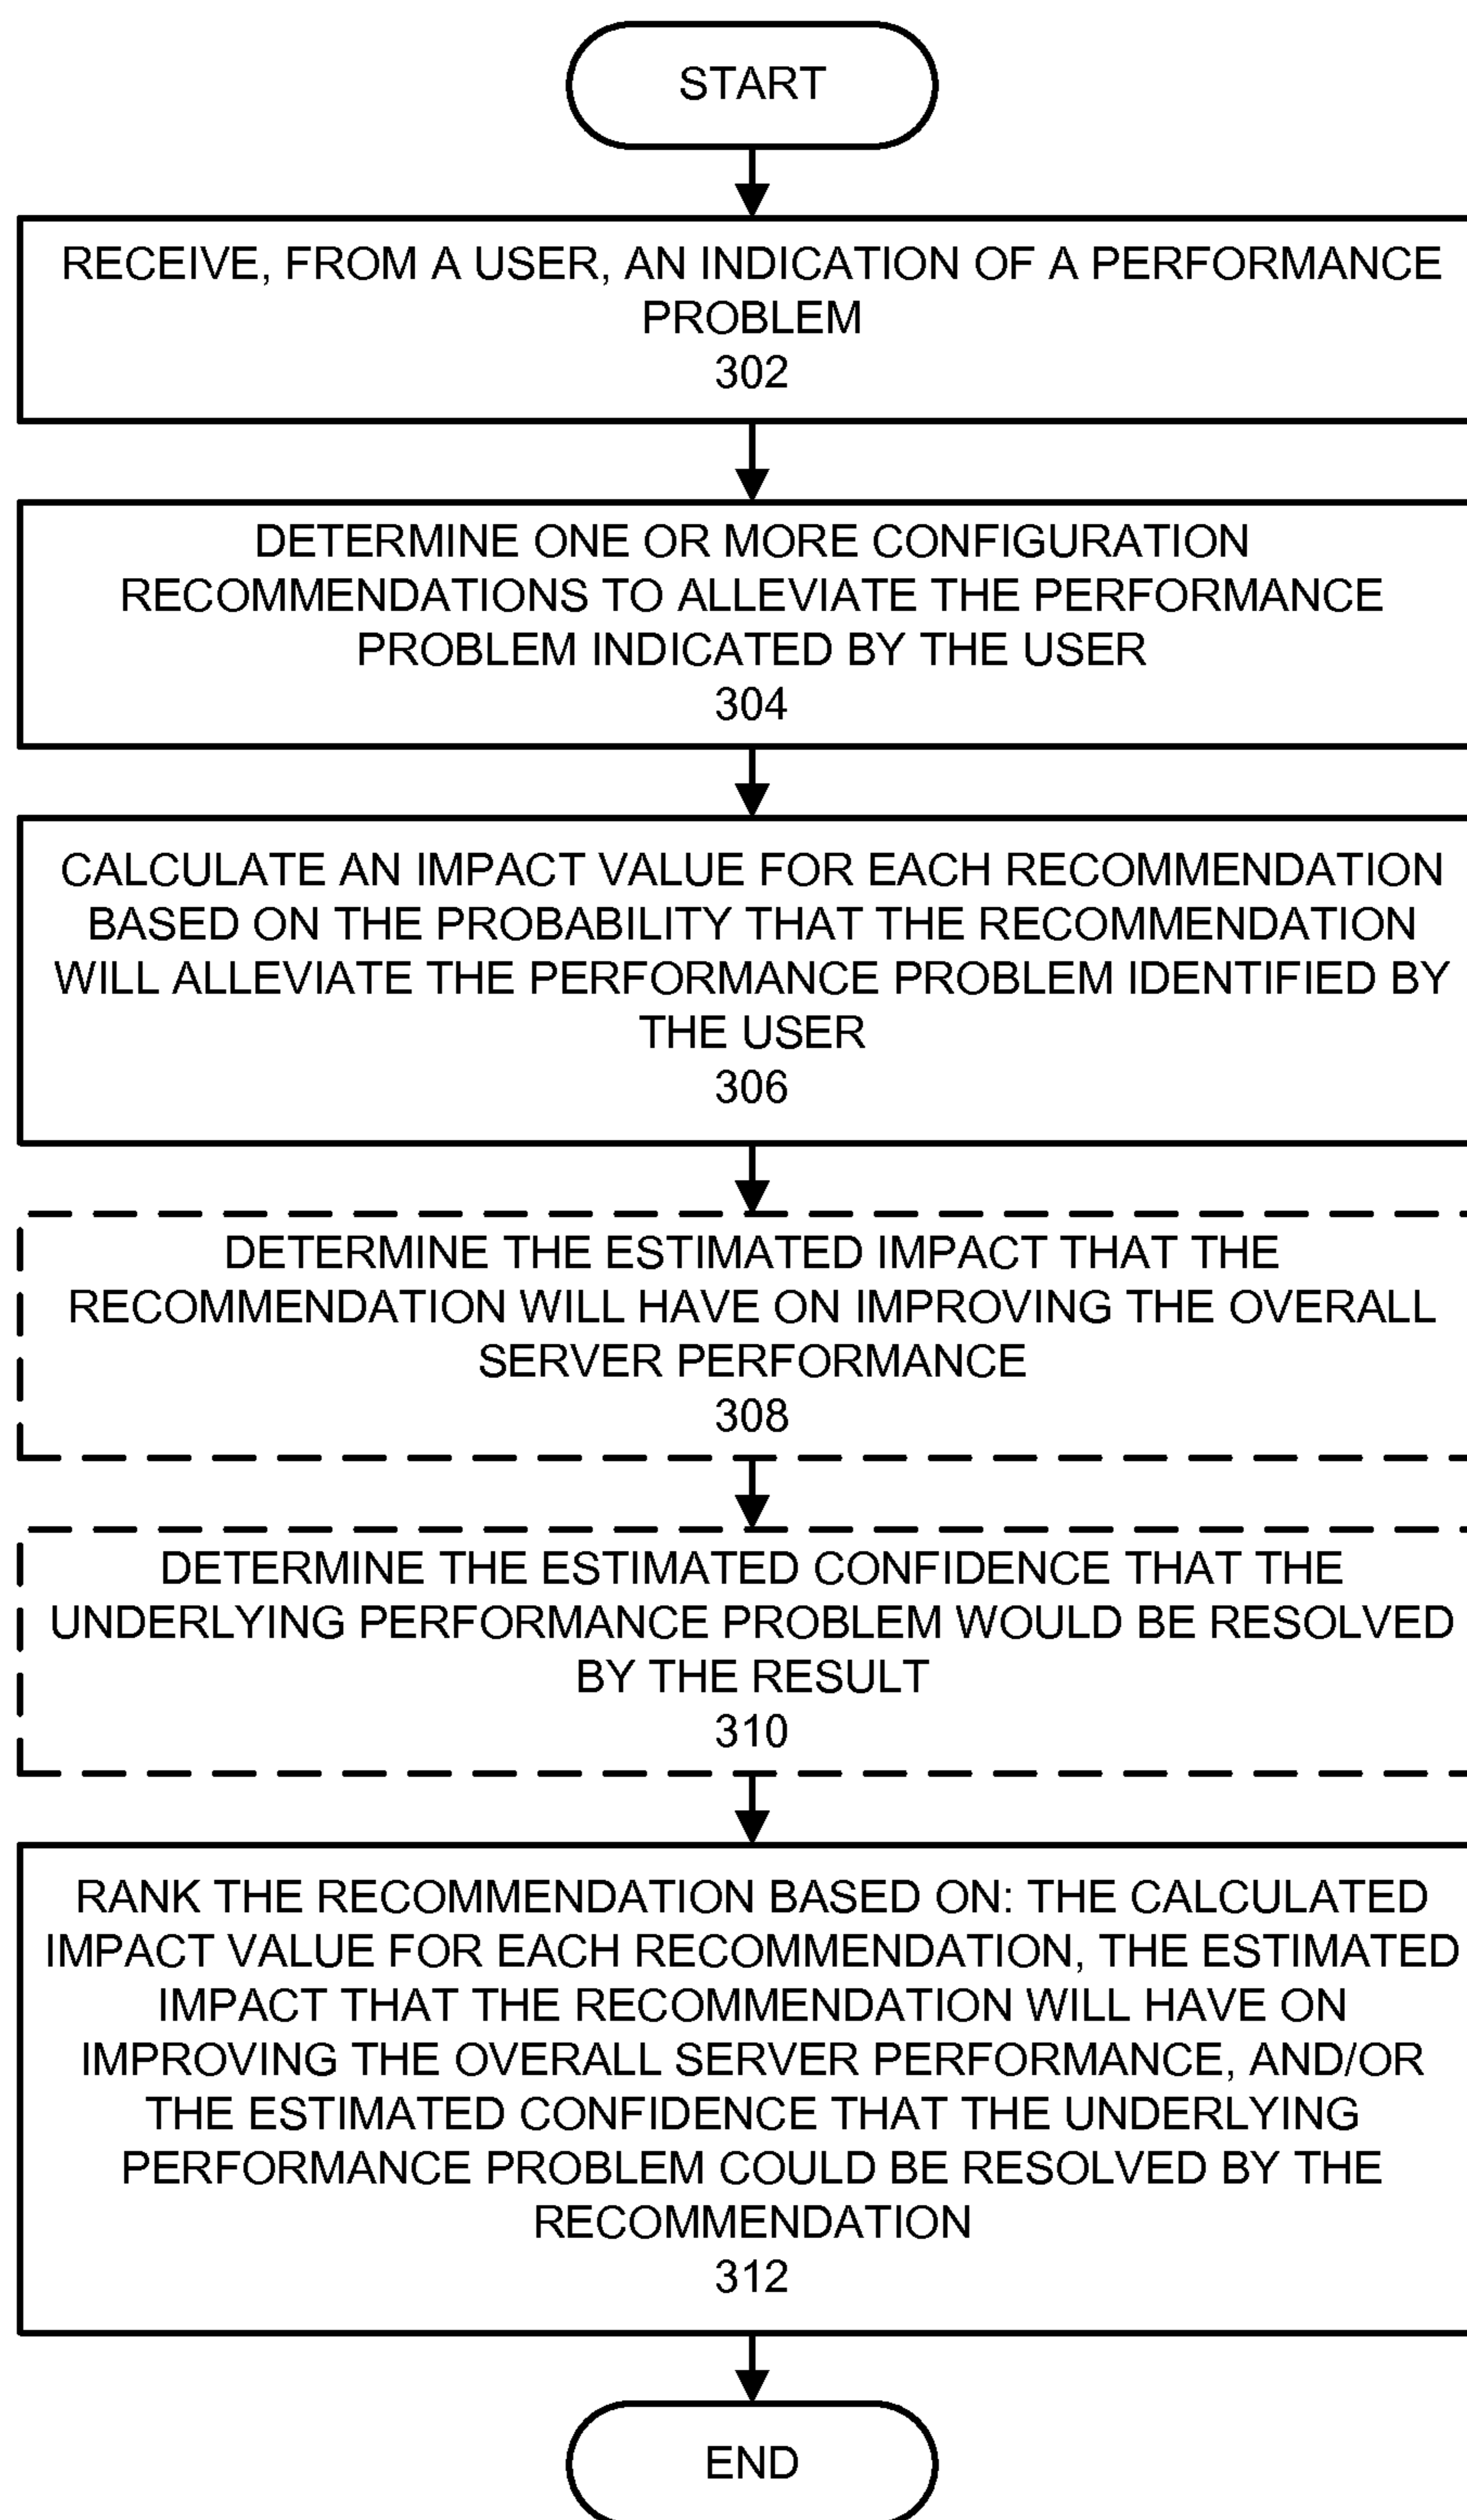 START
RECEIVE, FROM A USER, AN INDICATION OF A PERFORMANCE
PROBLEM
302
DETERMINE ONE OR MORE CONFIGURATION
RECOMMENDATIONS TO ALLEVIATE THE PERFORMANCE
PROBLEM INDICATED BY THE USER
304
CALCULATE AN IMPACT VALUE FOR EACH RECOMMENDATION
BASED ON THE PROBABILITY THAT THE RECOMMENDATION
WILL ALLEVIATE THE PERFORMANCE PROBLEM IDENTIFIED BY
THE USER
306
DETERMINE THE ESTIMATED IMPACT THAT THE
RECOMMENDATION WILL HAVE ON IMPROVING THE OVERALL
SERVER PERFORMANCE
308
DETERMINE THE ESTIMATED CONFIDENCE THAT THE
UNDERLYING PERFORMANCE PROBLEM WOULD BE RESOLVED
BY THE RESULT
310
RANK THE RECOMMENDATION BASED ON: THE CALCULATED
IMPACT VALUE FOR EACH RECOMMENDATION, THE ESTIMATED
IMPACT THAT THE RECOMMENDATION WILL HAVE ON
IMPROVING THE OVERALL SERVER PERFORMANCE, AND/OR
THE ESTIMATED CONFIDENCE THAT THE UNDERLYING
PERFORMANCE PROBLEM COULD BE RESOLVED BY THE
RECOMMENDATION
312
END